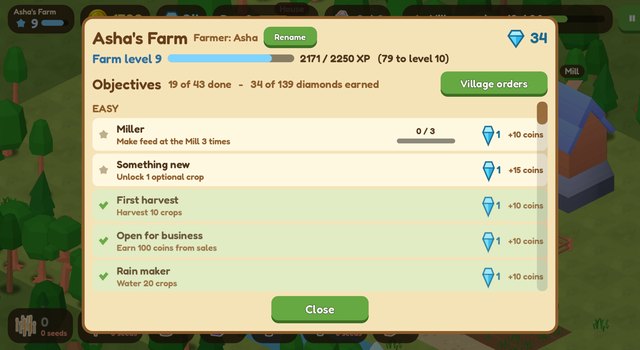 Asha's Farm
9
Asha's Farm Farmer: Asha Rename 34
Farm level 9 2171 / 2250 XP (79 to level 10)
Objectives 19 of 43 done - 34 of 139 diamonds earned Village orders
EASY
Miller 0 / 3
Make feed at the Mill 3 times 1 +10 coins
Something new
Unlock 1 optional crop 1 +15 coins
First harvest
Harvest 10 crops 1 +10 coins
Open for business
Earn 100 coins from sales 1 +10 coins
Rain maker
Water 20 crops 1 +10 coins
Close
Mill
0
0 seeds